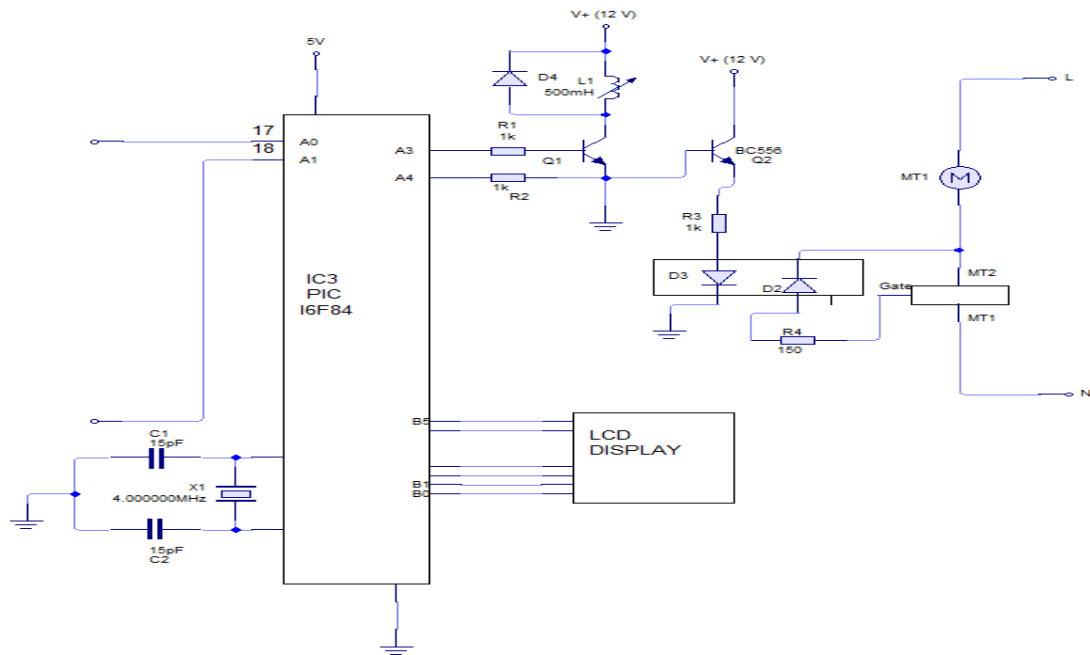 V+ (12 V)
5V
D4
L1
500mH
V+ (12 V)
L
17
A0
18
A1
A3
R1
1k
Q1
BC556
Q2
A4
1k
R2
MT1
M
R3
1k
IC3
PIC
I6F84
D3
D2
Gate
MT2
MT1
R4
150
N
B5
LCD
DISPLAY
B1
B0
C1
15pF
X1
4.000000MHz
15pF
C2